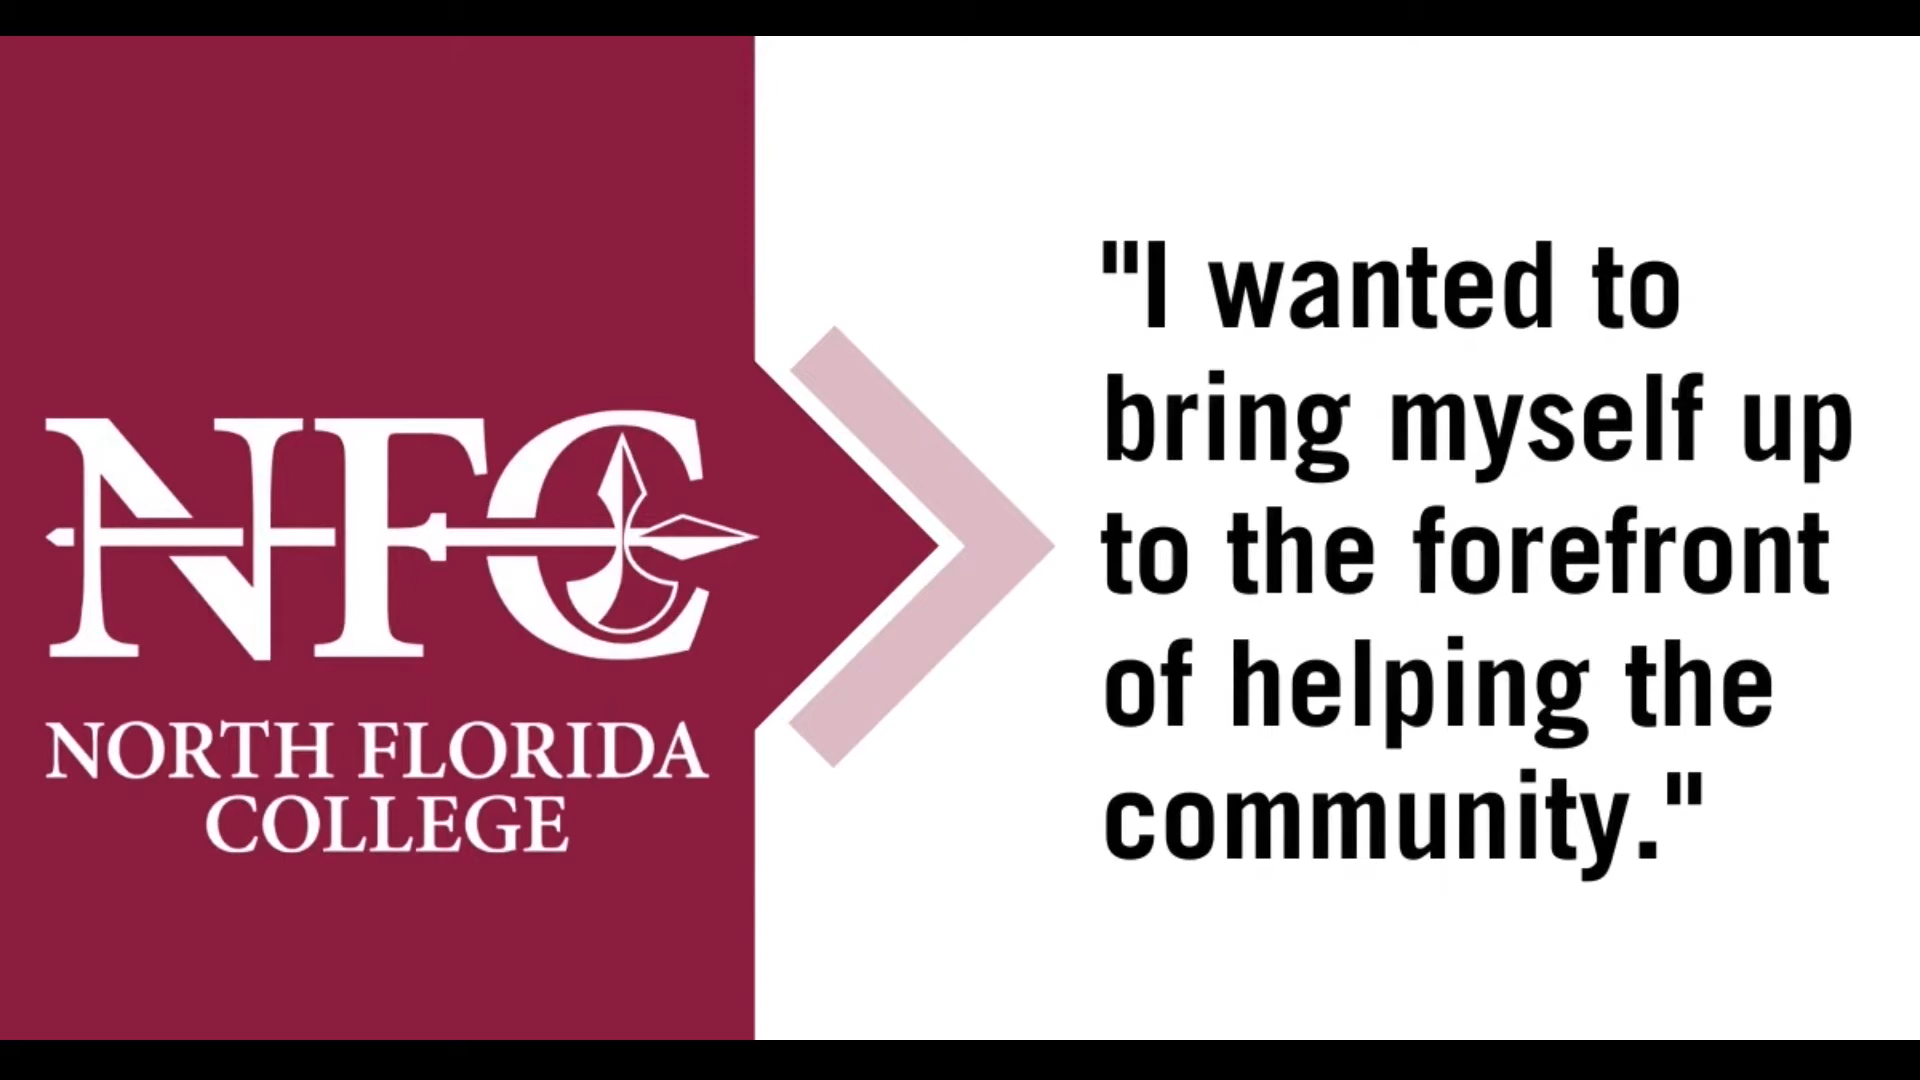 NFC
NORTH FLORIDA
COLLEGE
"I wanted to
bring myself up
to the forefront
of helping the
community."